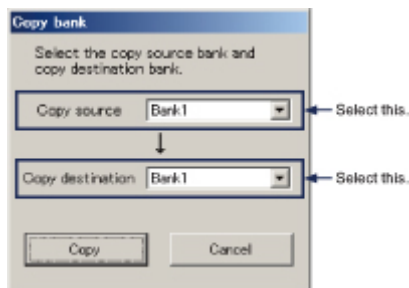 Copy bank
Select the copy source bank and
copy destination bank.
Copy source Bank1 Select this.
Copy destination Bank1 Select this.
Copy Cancel